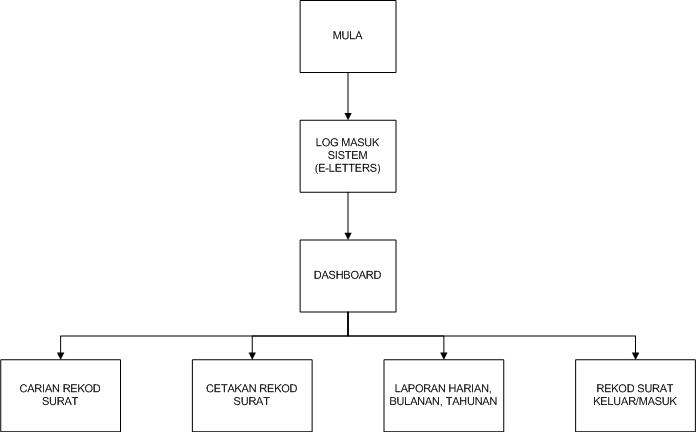 MULA
LOG MASUK
SISTEM
(E-LETTERS)
DASHBOARD
CARIAN REKOD
SURAT
CETAKAN REKOD
SURAT
LAPORAN HARIAN,
BULANAN, TAHUNAN
REKOD SURAT
KELUAR/MASUK